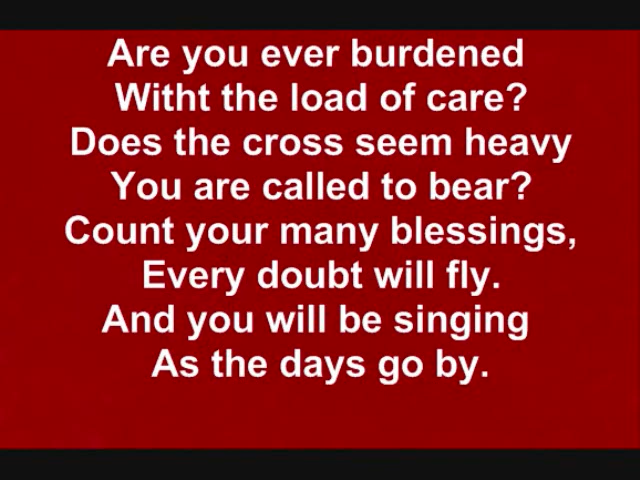 Are you ever burdened
Witht the load of care?
Does the cross seem heavy
You are called to bear?
Count your many blessings,
Every doubt will fly.
And you will be singing
As the days go by.